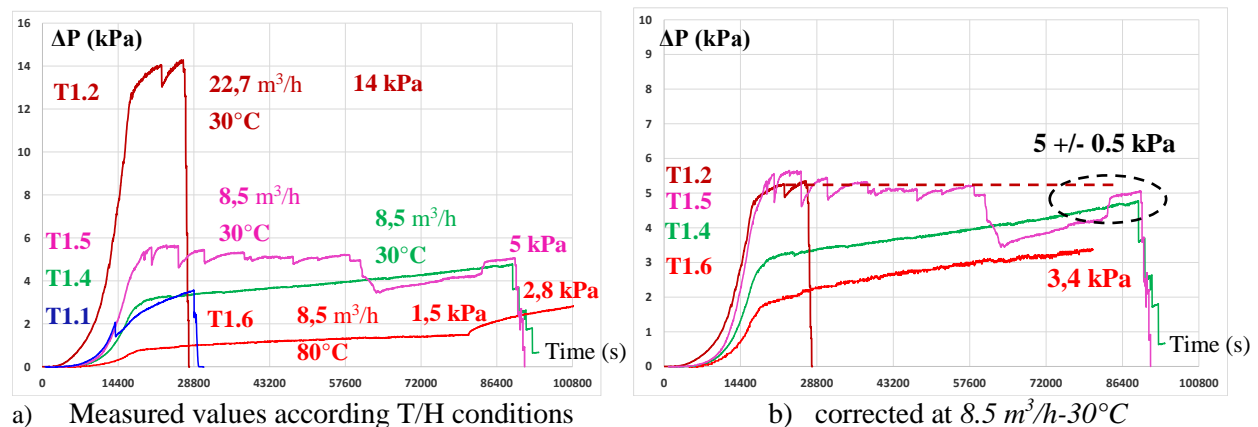 ΔP (kPa)
16
14
12
10
8
6
4
2
0
0 14400 28800 43200 57600 72000 86400 100800
T1.2
22,7 m³/h
30°C
14 kPa
8,5 m³/h
30°C
8,5 m³/h
30°C
T1.5
5 kPa
T1.4
2,8 kPa
T1.1
T1.6
8,5 m³/h
1,5 kPa
80°C
Time (s)
a) Measured values according T/H conditions
ΔP (kPa)
10
9
8
7
6
5
4
3
2
1
0
0 14400 28800 43200 57600 72000 86400 100800
5 +/- 0.5 kPa
T1.2
T1.5
T1.4
T1.6
3,4 kPa
Time (s)
b) corrected at 8.5 m³/h-30°C